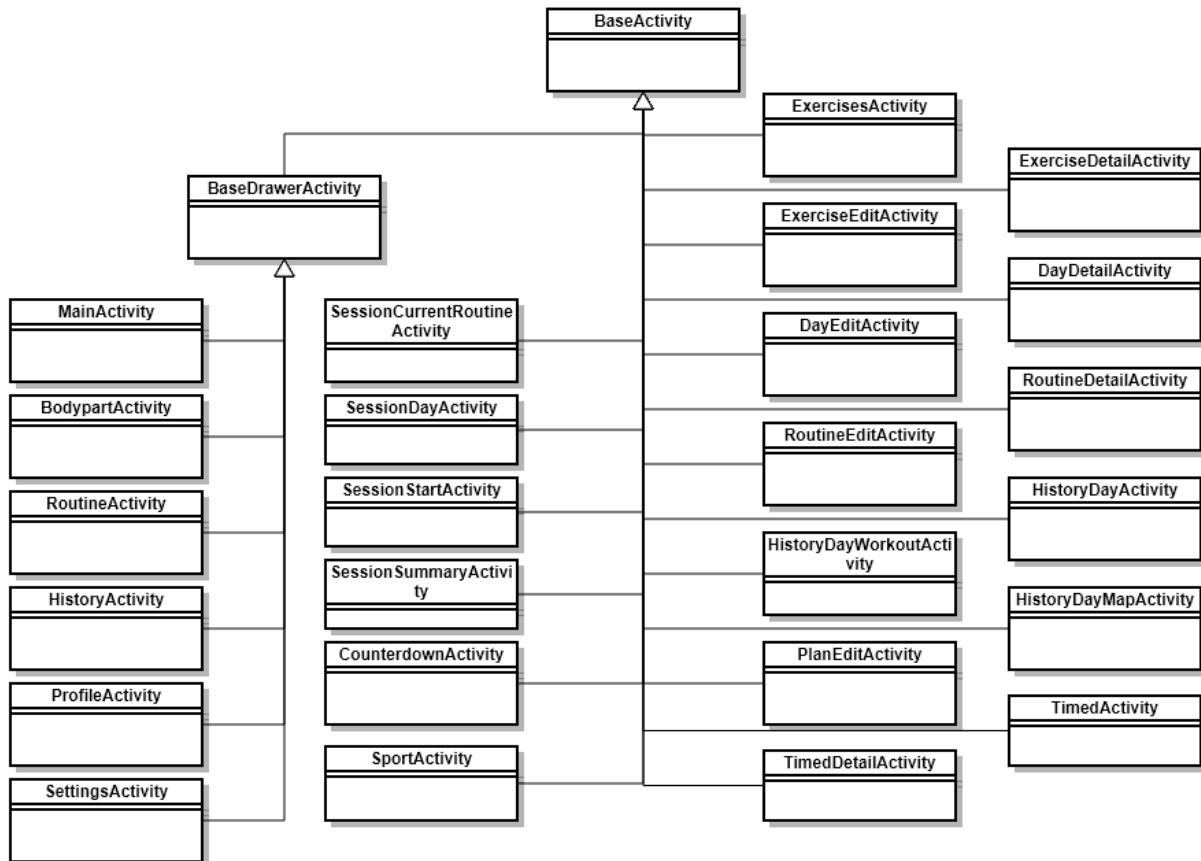 BaseActivity
ExercisesActivity
ExerciseDetailActivity
BaseDrawerActivity
ExerciseEditActivity
DayDetailActivity
MainActivity
SessionCurrentRoutine
Activity
DayEditActivity
RoutineDetailActivity
BodypartActivity
SessionDayActivity
RoutineEditActivity
HistoryDayActivity
RoutineActivity
SessionStartActivity
HistoryDayWorkoutActi
vity
HistoryDayMapActivity
HistoryActivity
SessionSummaryActivi
ty
CounterdownActivity
PlanEditActivity
ProfileActivity
TimedActivity
SportActivity
TimedDetailActivity
SettingsActivity